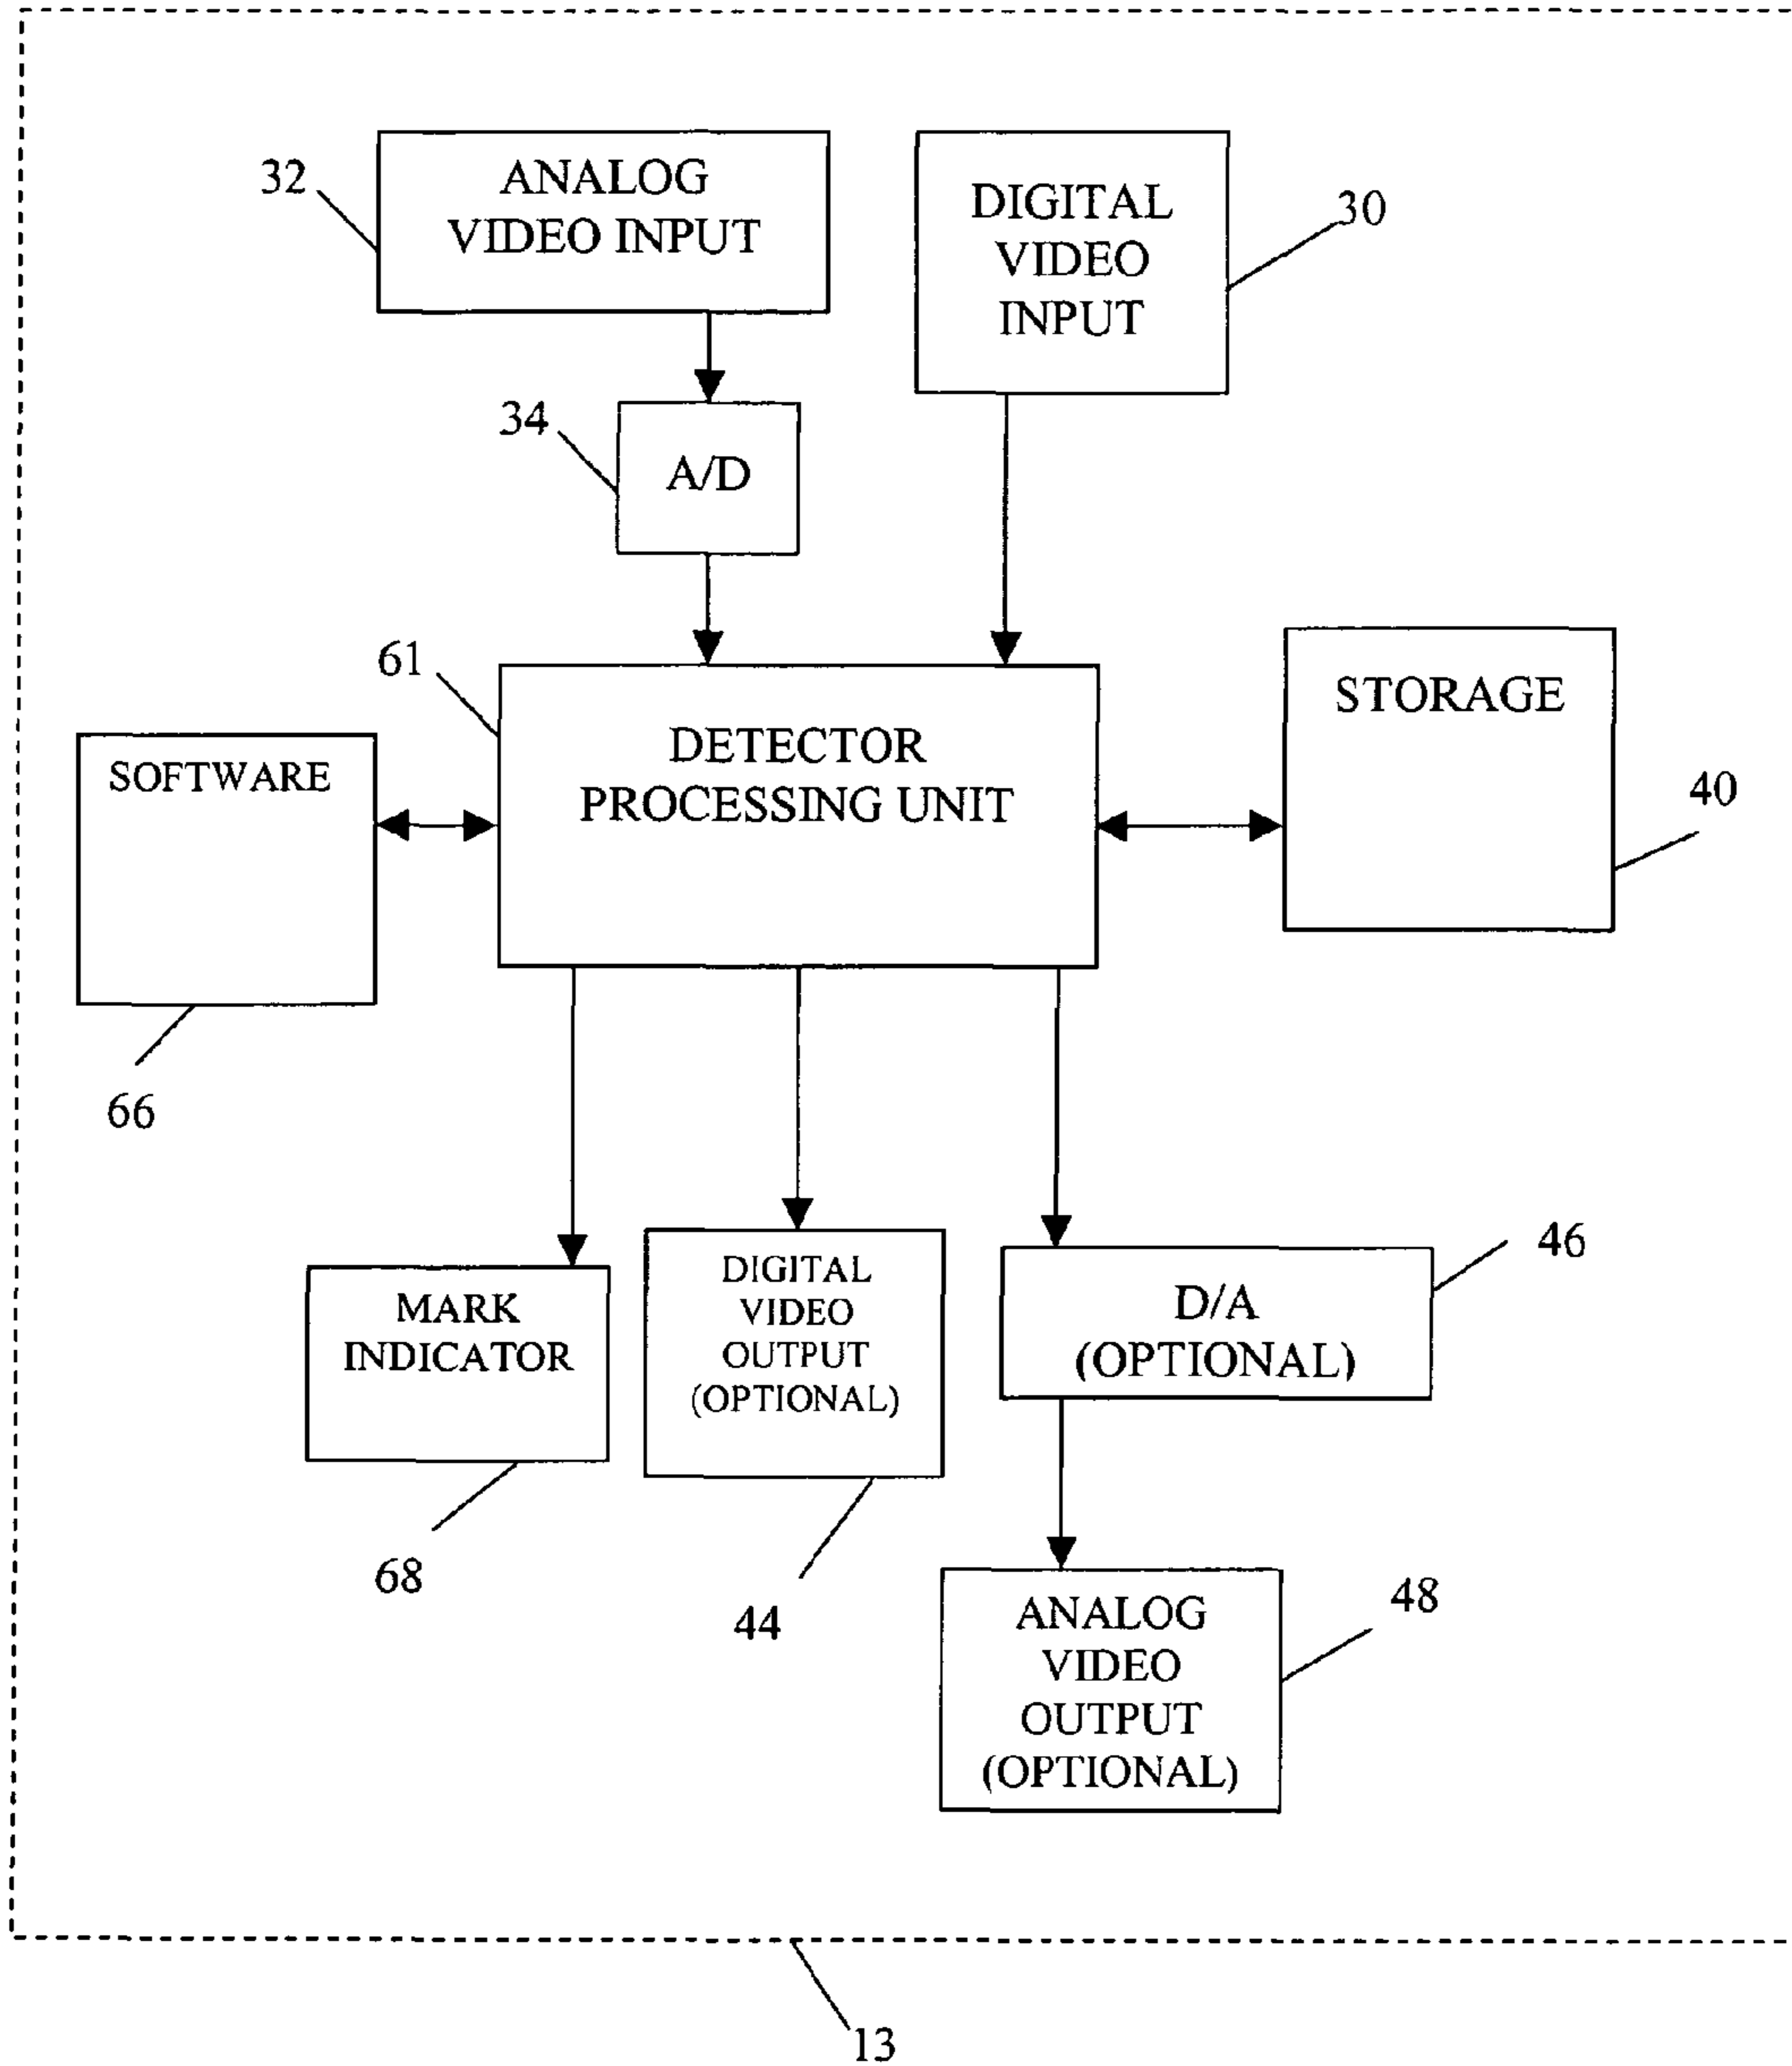 32
ANALOG
VIDEO INPUT
DIGITAL
VIDEO
INPUT
30
34
A/D
61
DETECTOR
PROCESSING UNIT
STORAGE
40
SOFTWARE
66
MARK
INDICATOR
68
DIGITAL
VIDEO
OUTPUT
(OPTIONAL)
44
D/A
(OPTIONAL)
46
ANALOG
VIDEO
OUTPUT
(OPTIONAL)
48
13